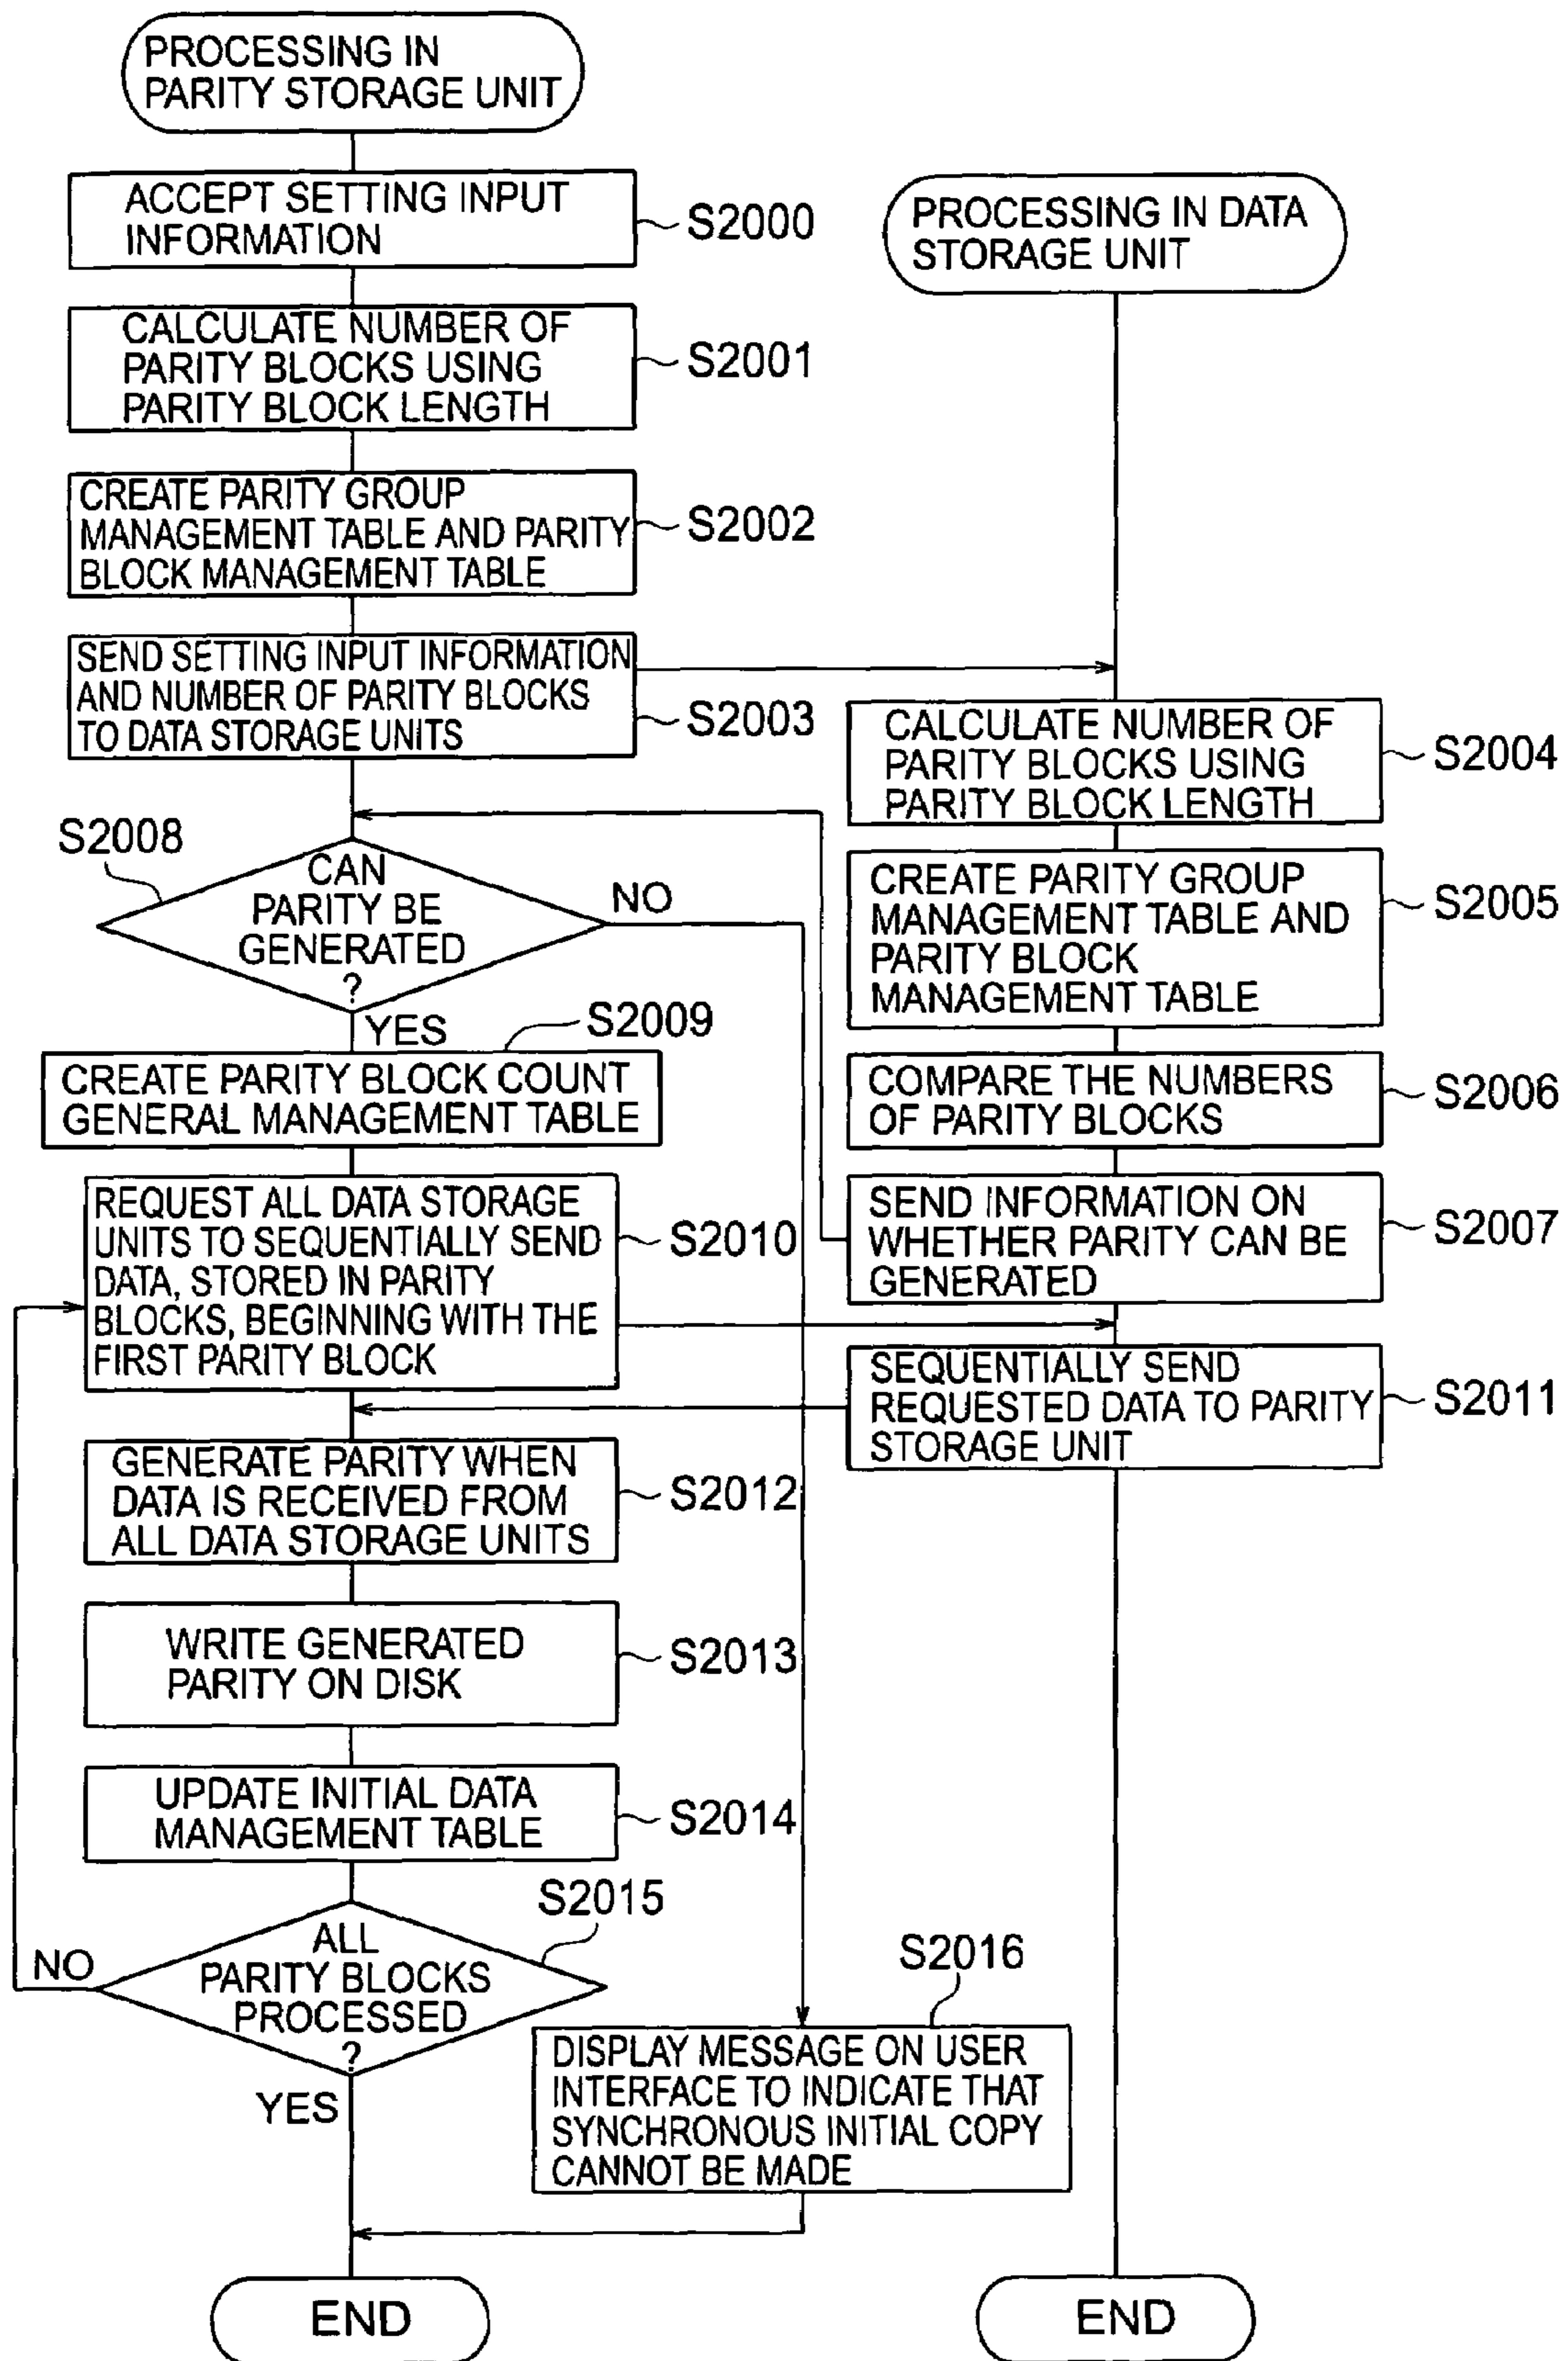 PROCESSING IN
PARITY STORAGE UNIT
ACCEPT SETTING INPUT
INFORMATION
S2000
CALCULATE NUMBER OF
PARITY BLOCKS USING
PARITY BLOCK LENGTH
S2001
CREATE PARITY GROUP
MANAGEMENT TABLE AND PARITY
BLOCK MANAGEMENT TABLE
S2002
SEND SETTING INPUT INFORMATION
AND NUMBER OF PARITY BLOCKS
TO DATA STORAGE UNITS
S2003
PROCESSING IN DATA
STORAGE UNIT
CALCULATE NUMBER OF
PARITY BLOCKS USING
PARITY BLOCK LENGTH
S2004
CREATE PARITY GROUP
MANAGEMENT TABLE AND
PARITY BLOCK
MANAGEMENT TABLE
S2005
COMPARE THE NUMBERS
OF PARITY BLOCKS
S2006
SEND INFORMATION ON
WHETHER PARITY CAN BE
GENERATED
S2007
S2008
CAN
PARITY BE
GENERATED
?
NO
YES
S2009
CREATE PARITY BLOCK COUNT
GENERAL MANAGEMENT TABLE
REQUEST ALL DATA STORAGE
UNITS TO SEQUENTIALLY SEND
DATA, STORED IN PARITY
BLOCKS, BEGINNING WITH THE
FIRST PARITY BLOCK
S2010
SEQUENTIALLY SEND
REQUESTED DATA TO PARITY
STORAGE UNIT
S2011
GENERATE PARITY WHEN
DATA IS RECEIVED FROM
ALL DATA STORAGE UNITS
S2012
WRITE GENERATED
PARITY ON DISK
S2013
UPDATE INITIAL DATA
MANAGEMENT TABLE
S2014
S2015
ALL
PARITY BLOCKS
PROCESSED
?
NO
YES
S2016
DISPLAY MESSAGE ON USER
INTERFACE TO INDICATE THAT
SYNCHRONOUS INITIAL COPY
CANNOT BE MADE
END
END